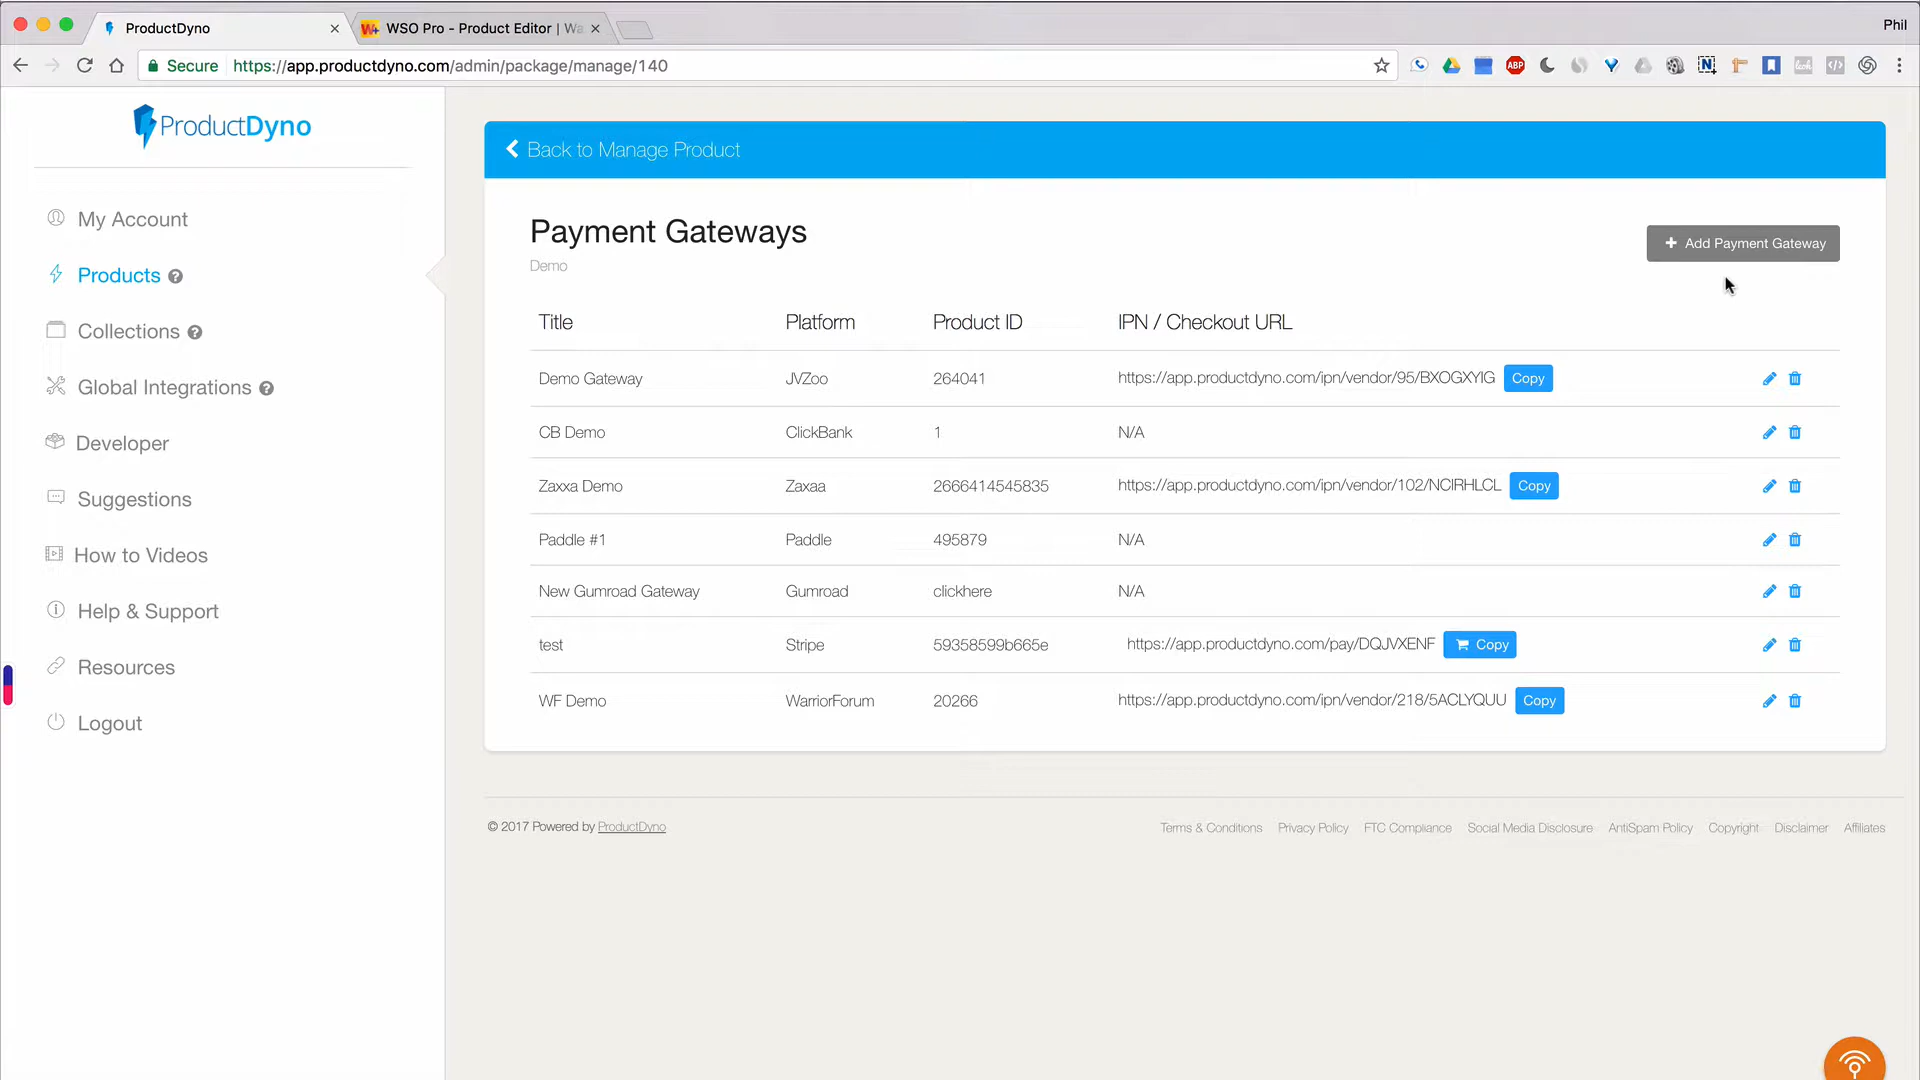 ProductDyno
WSO Pro - Product Editor | Wa
Phil
Secure https://app.productdyno.com/admin/package/manage/140
ABP
ProductDyno
My Account
Products
Collections
Global Integrations
Developer
Suggestions
How to Videos
Help & Support
Resources
Logout
Back to Manage Product
Payment Gateways
Demo
+ Add Payment Gateway
Title Platform Product ID IPN / Checkout URL
Demo Gateway JVZoo 264041 https://app.productdyno.com/ipn/vendor/95/BXOGXYIG Copy
CB Demo ClickBank 1 N/A
Zaxxa Demo Zaxaa 2666414545835 https://app.productdyno.com/ipn/vendor/102/NCIRHLCL Copy
Paddle #1 Paddle 495879 N/A
New Gumroad Gateway Gumroad clickhere N/A
test Stripe 59358599b665e https://app.productdyno.com/pay/DQJVXENF Copy
WF Demo WarriorForum 20266 https://app.productdyno.com/ipn/vendor/218/5ACLYQUU Copy
© 2017 Powered by ProductDyno
Terms & Conditions Privacy Policy FTC Compliance Social Media Disclosure AntiSpam Policy Copyright Disclaimer Affiliates